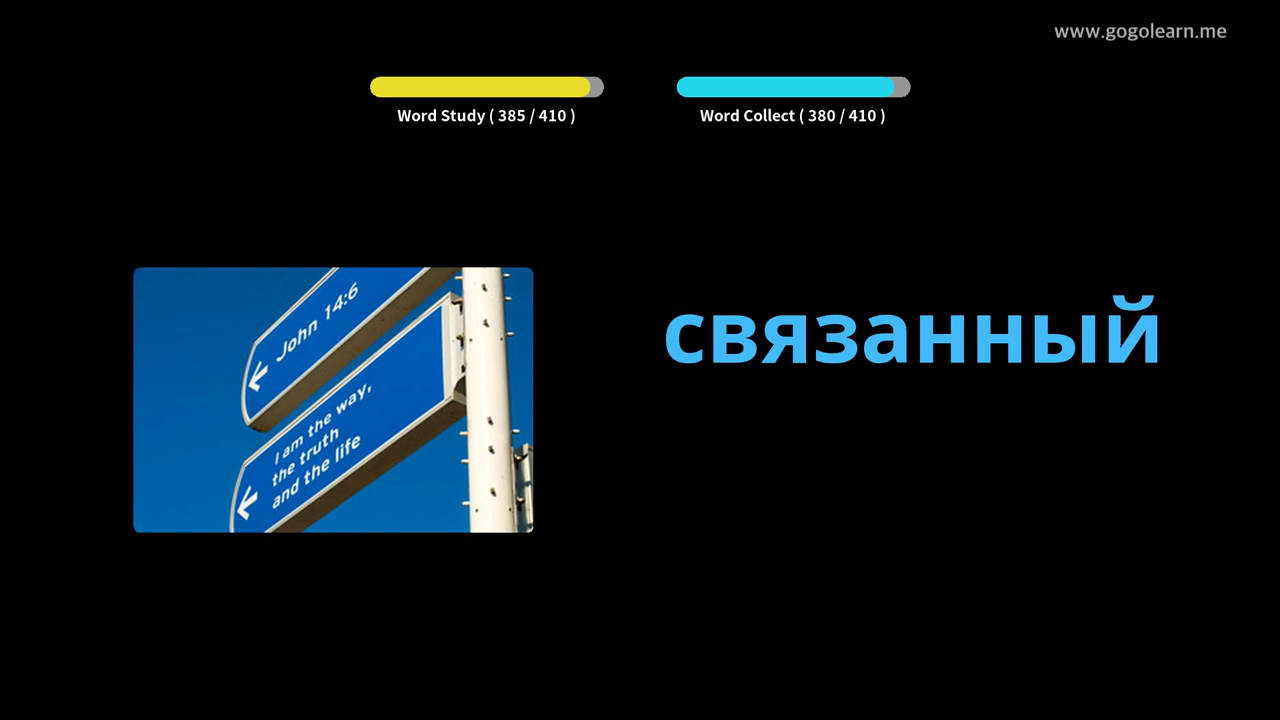 www.gogolearn.me
Word Study ( 385 / 410 )
Word Collect ( 380 / 410 )
John 14:6
I am the way,
the truth
and the life
связанный